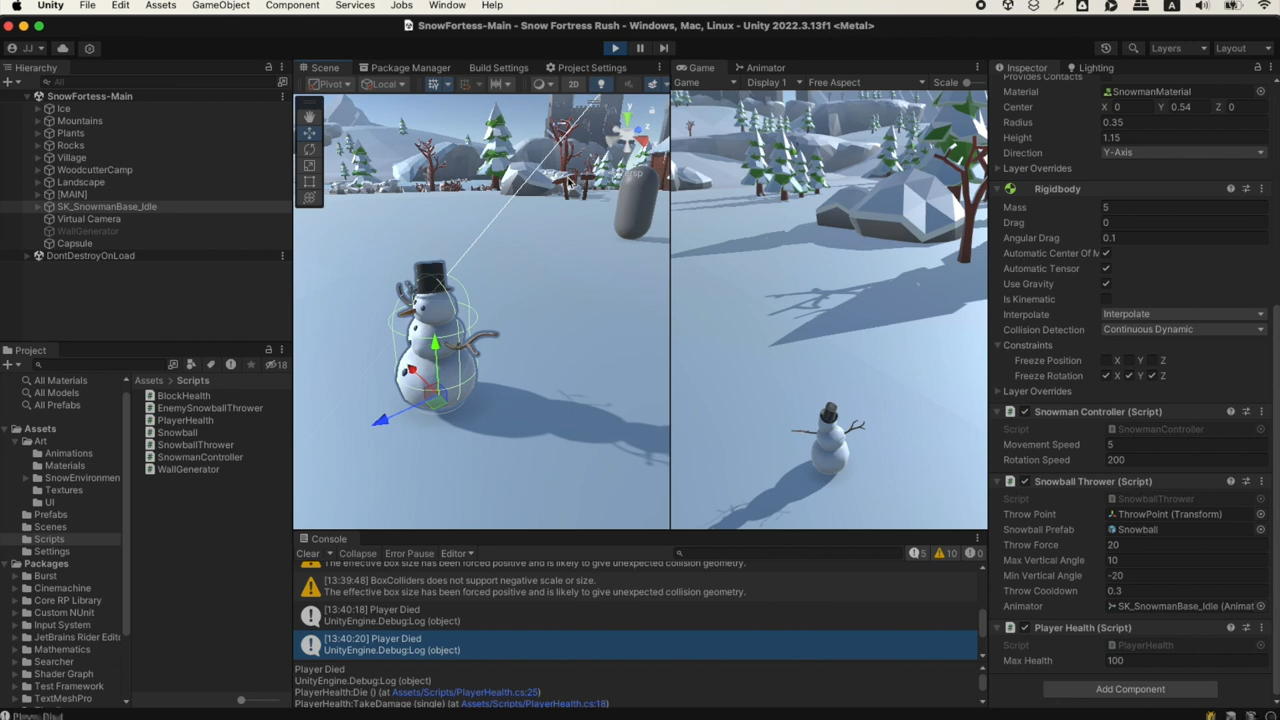 Unity File Edit Assets GameObject Component Services Jobs Window Help
SnowFortess-Main - Snow Fortress Rush - Windows, Mac, Linux - Unity 2022.3.13f1 <Metal>
JJ
Layers
Layout
Hierarchy
All
SnowFortess-Main
Ice
Mountains
Plants
Rocks
Village
WoodcutterCamp
Landscape
[MAIN]
SK_SnowmanBase_Idle
Virtual Camera
WallGenerator
Capsule
DontDestroyOnLoad
Project
18
All Materials
All Models
All Prefabs
Assets
Art
Animations
Materials
SnowEnvironmen
Textures
UI
Prefabs
Scenes
Scripts
Settings
Packages
Burst
Cinemachine
Core RP Library
Custom NUnit
Input System
JetBrains Rider Edit
Mathematics
Searcher
Shader Graph
Test Framework
TextMeshPro
Assets Scripts
BlockHealth
EnemySnowballThrower
PlayerHealth
Snowball
SnowballThrower
SnowmanController
WallGenerator
Scene Package Manager Build Settings Project Settings
Pivot Local 2D
y
z
Persp
Game Animator
Game Display 1 Free Aspect Scale
Console
Clear Collapse Error Pause Editor 5 10 0
The effective box size has been forced positive and is likely to give unexpected collision geometry.
[13:39:48] BoxColliders does not support negative scale or size.
The effective box size has been forced positive and is likely to give unexpected collision geometry.
[13:40:18] Player Died
UnityEngine.Debug:Log (object)
[13:40:20] Player Died
UnityEngine.Debug:Log (object)
Player Died
UnityEngine.Debug:Log (object)
PlayerHealth:Die () (at Assets/Scripts/PlayerHealth.cs:25)
PlayerHealth:TakeDamage (single) (at Assets/Scripts/PlayerHealth.cs:18)
Player Died
Inspector Lighting
Provides Contacts
Material SnowmanMaterial
Center X 0 Y 0.54 Z 0
Radius 0.35
Height 1.15
Direction Y-Axis
Layer Overrides
Rigidbody
Mass 5
Drag 0
Angular Drag 0.1
Automatic Center Of M
Automatic Tensor
Use Gravity
Is Kinematic
Interpolate Interpolate
Collision Detection Continuous Dynamic
Constraints
Freeze Position X Y Z
Freeze Rotation X Y Z
Layer Overrides
Snowman Controller (Script)
Script SnowmanController
Movement Speed 5
Rotation Speed 200
Snowball Thrower (Script)
Script SnowballThrower
Throw Point ThrowPoint (Transform)
Snowball Prefab Snowball
Throw Force 20
Max Vertical Angle 10
Min Vertical Angle -20
Throw Cooldown 0.3
Animator SK_SnowmanBase_Idle (Animat
Player Health (Script)
Script PlayerHealth
Max Health 100
Add Component